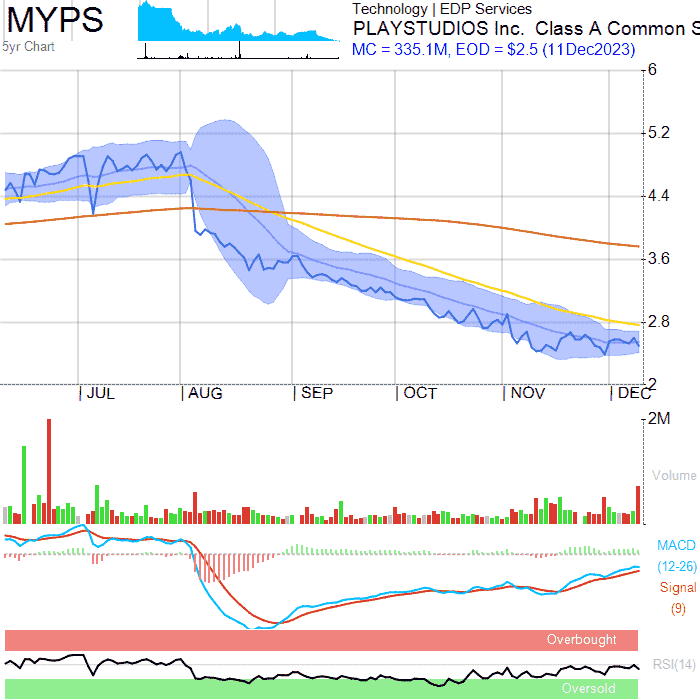 MYPS
5yr Chart
Technology | EDP Services
PLAYSTUDIOS Inc. Class A Common S
MC = 335.1M, EOD = $2.5 (11Dec2023)
6
5.2
4.4
3.6
2.8
2
JUL AUG SEP OCT NOV DEC
2M
Volume
MACD
(12-26)
Signal
(9)
Overbought
RSI(14)
Oversold